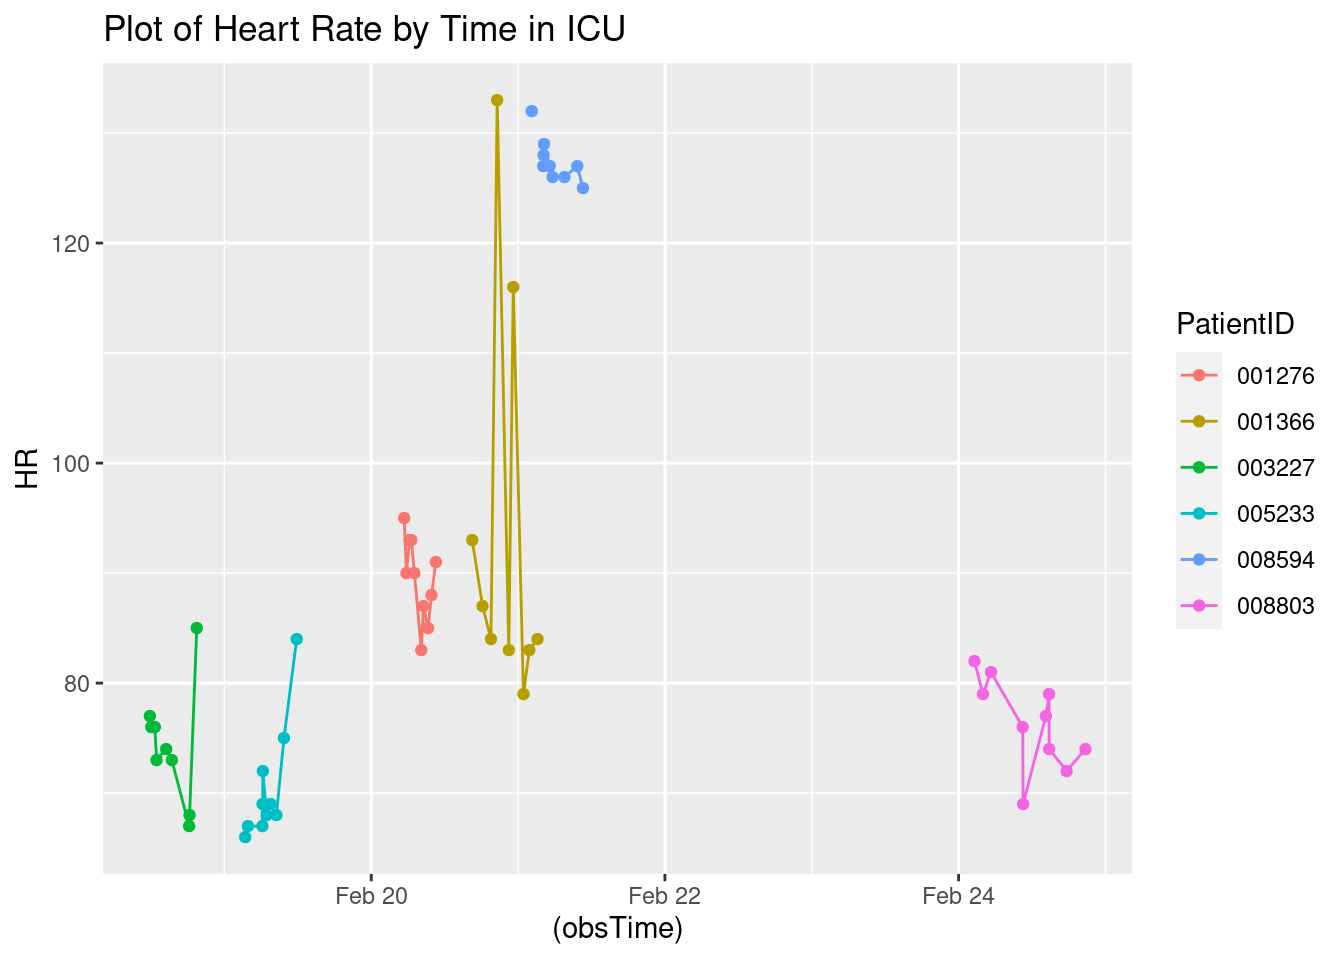 Plot of Heart Rate by Time in ICU
120
100
80
HR
Feb 20
Feb 22
Feb 24
(obsTime)
PatientID
001276
001366
003227
005233
008594
008803